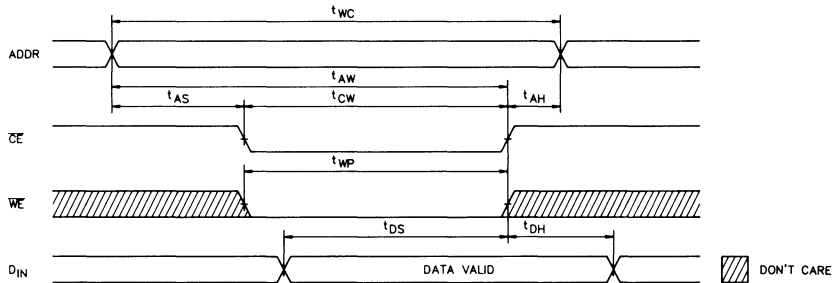 tWC
ADDR
tAW
tAS
tCW
tAH
CE
tWP
WE
tDS
tDH
DIN
DATA VALID
DON'T CARE